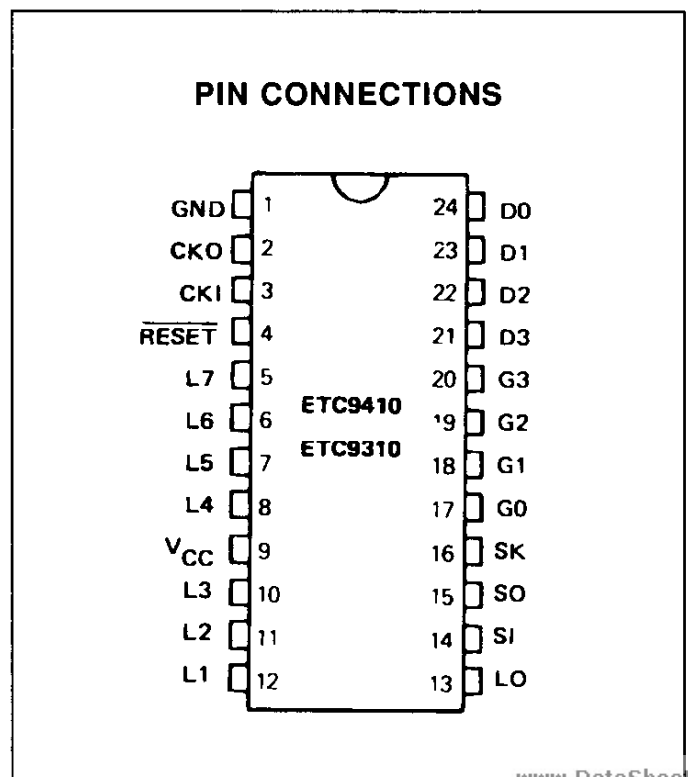 PIN CONNECTIONS
GND 1 24 D0
CKO 2 23 D1
CKI 3 22 D2
RESET 4 21 D3
L7 5 20 G3
ETC9410
L6 6 19 G2
ETC9310
L5 7 18 G1
L4 8 17 G0
VCC 9 16 SK
L3 10 15 SO
L2 11 14 SI
L1 12 13 LO